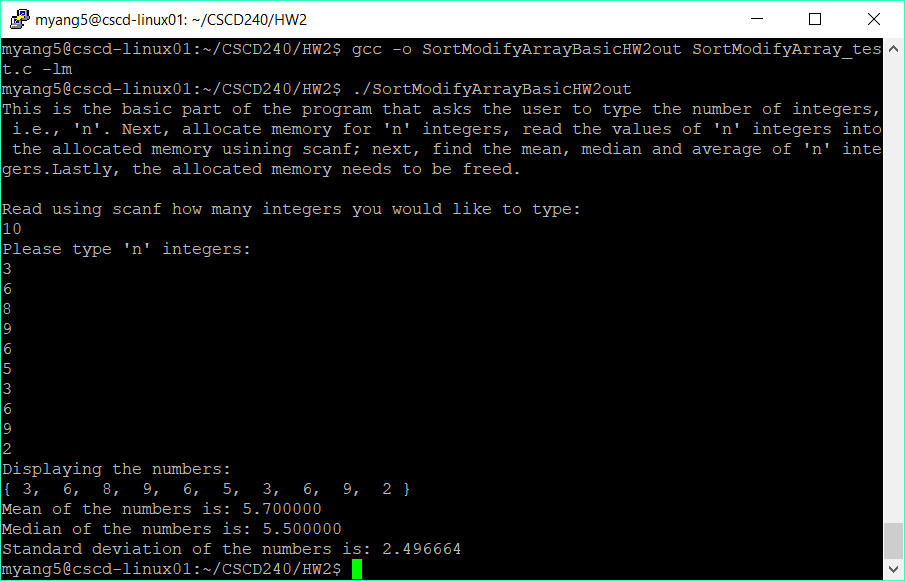 myang5@cscd-linux01: ~/CSCD240/HW2
myang5@cscd-linux01:~/CSCD240/HW2$ gcc -o SortModifyArrayBasicHW2out SortModifyArray_tes
t.c -lm
myang5@cscd-linux01:~/CSCD240/HW2$ ./SortModifyArrayBasicHW2out
This is the basic part of the program that asks the user to type the number of integers,
 i.e., 'n'. Next, allocate memory for 'n' integers, read the values of 'n' integers into
 the allocated memory usining scanf; next, find the mean, median and average of 'n' inte
gers.Lastly, the allocated memory needs to be freed.
Read using scanf how many integers you would like to type:
10
Please type 'n' integers:
3
6
8
9
6
5
3
6
9
2
Displaying the numbers:
{ 3,  6,  8,  9,  6,  5,  3,  6,  9,  2 }
Mean of the numbers is: 5.700000
Median of the numbers is: 5.500000
Standard deviation of the numbers is: 2.496664
myang5@cscd-linux01:~/CSCD240/HW2$